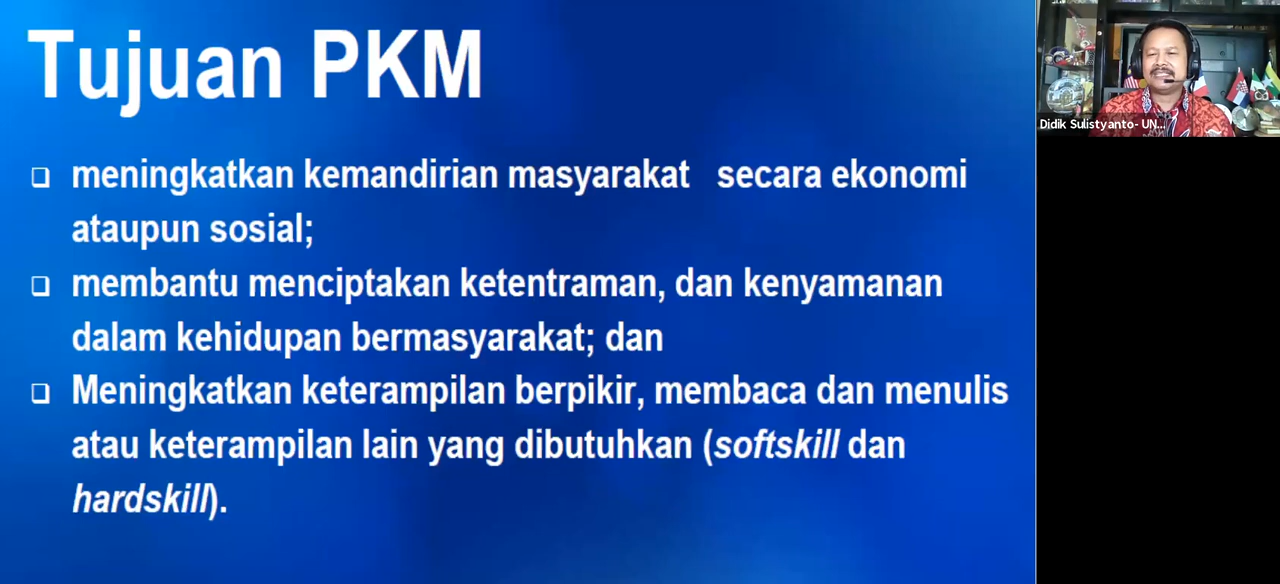 Tujuan PKM
❑ meningkatkan kemandirian masyarakat secara ekonomi
ataupun sosial;
❑ membantu menciptakan ketentraman, dan kenyamanan
dalam kehidupan bermasyarakat; dan
❑ Meningkatkan keterampilan berpikir, membaca dan menulis
atau keterampilan lain yang dibutuhkan (softskill dan
hardskill).
Didik Sulistyanto- UN...